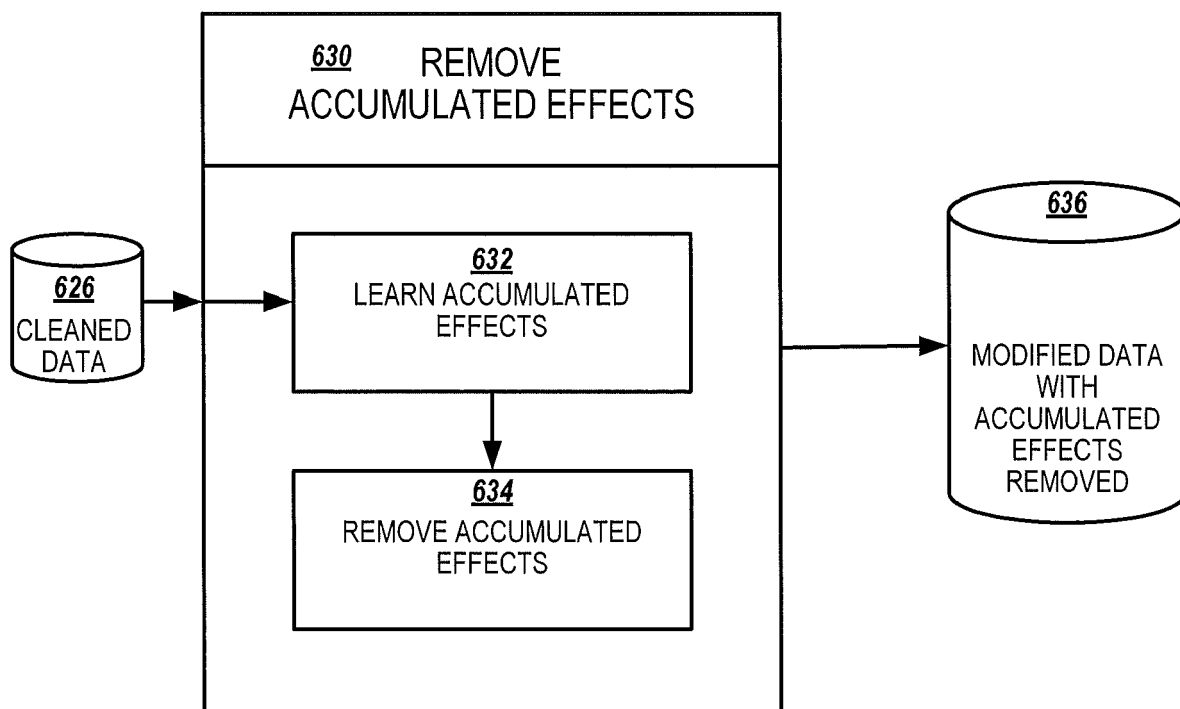 630 REMOVE
ACCUMULATED EFFECTS
626
CLEANED
DATA
632
LEARN ACCUMULATED
EFFECTS
634
REMOVE ACCUMULATED
EFFECTS
636
MODIFIED DATA
WITH
ACCUMULATED
EFFECTS
REMOVED